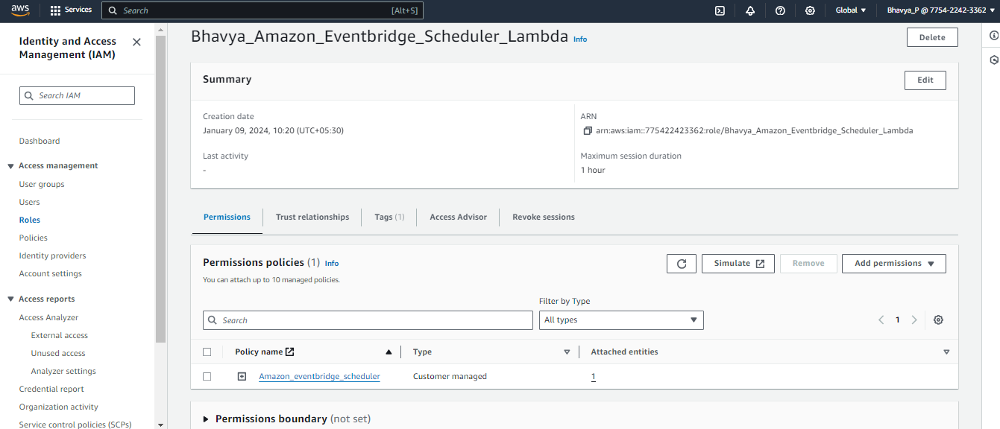 aws Services Search [Alt+S] Global Bhavya_P @ 7754-2242-3362
Identity and Access
Management (IAM)
Search IAM
Dashboard
Access management
User groups
Users
Roles
Policies
Identity providers
Account settings
Access reports
Access Analyzer
External access
Unused access
Analyzer settings
Credential report
Organization activity
Service control policies (SCPs)
Bhavya_Amazon_Eventbridge_Scheduler_Lambda Info
Delete
Summary
Edit
Creation date
January 09, 2024, 10:20 (UTC+05:30)
ARN
arn:aws:iam::775422423362:role/Bhavya_Amazon_Eventbridge_Scheduler_Lambda
Last activity
-
Maximum session duration
1 hour
Permissions Trust relationships Tags (1) Access Advisor Revoke sessions
Permissions policies (1) Info
You can attach up to 10 managed policies.
Simulate Remove Add permissions
Filter by Type
Search All types 1
Policy name Type Attached entities
Amazon_eventbridge_scheduler Customer managed 1
Permissions boundary (not set)